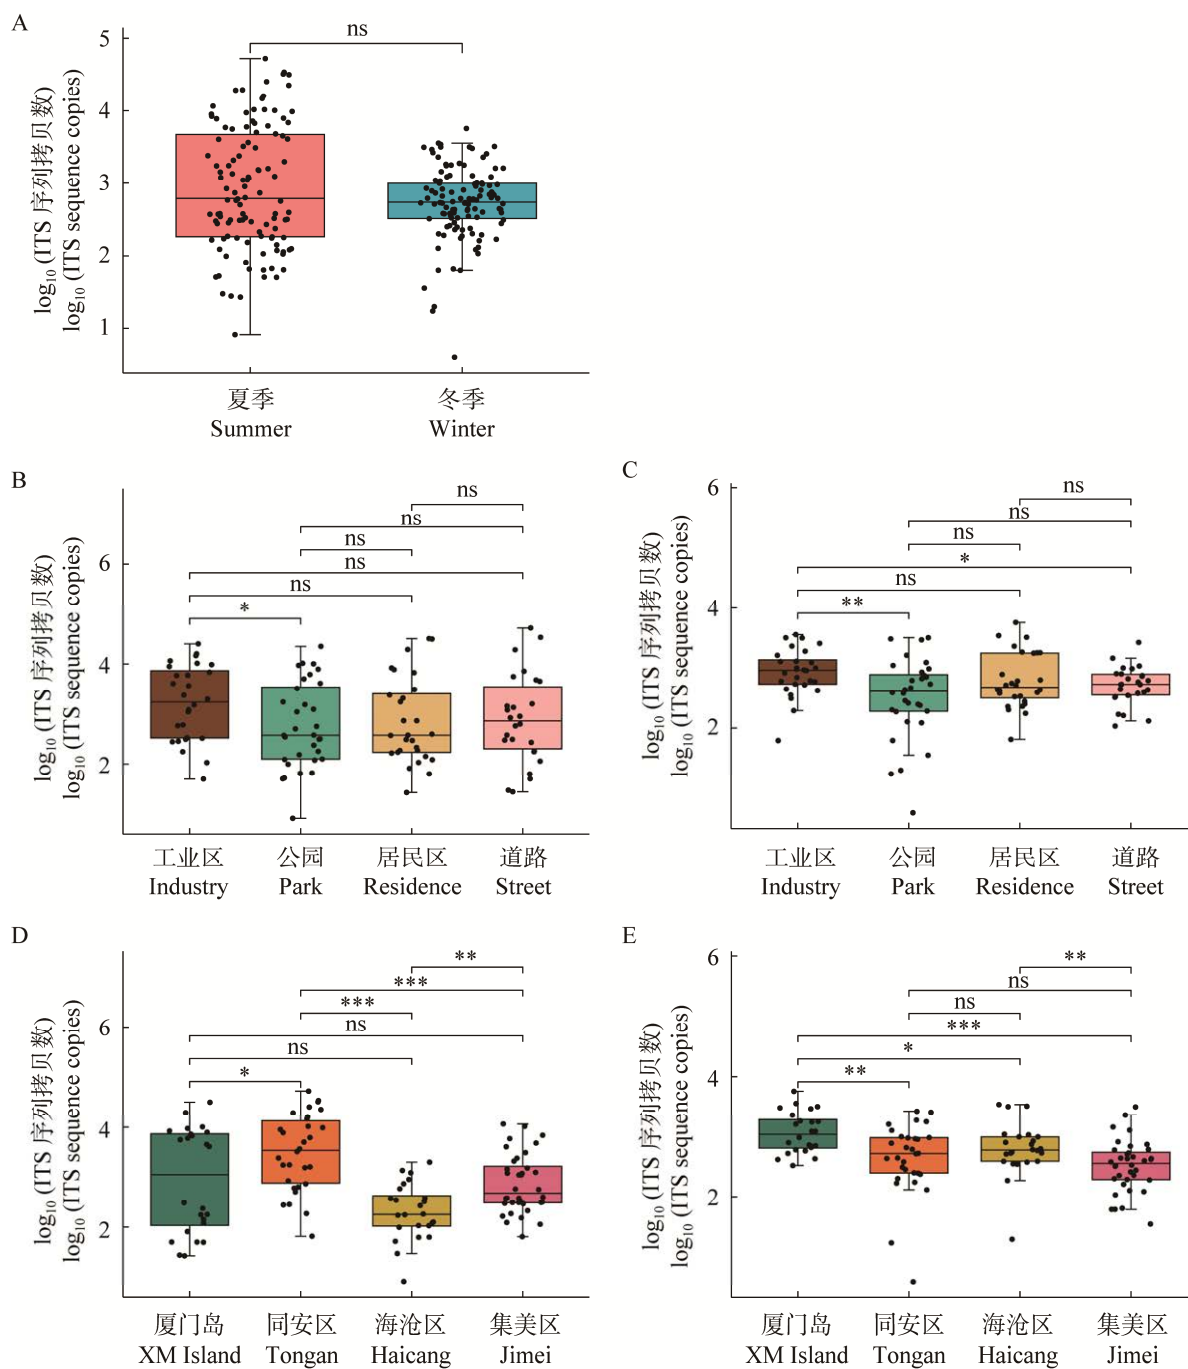 A
ns
log10 (ITS 序列拷贝数)
log10 (ITS sequence copies)
5
4
3
2
1
夏季
Summer
冬季
Winter
B
ns
ns
ns
ns
ns
*
log10 (ITS 序列拷贝数)
log10 (ITS sequence copies)
6
4
2
工业区
Industry
公园
Park
居民区
Residence
道路
Street
C
ns
ns
ns
*
ns
**
log10 (ITS 序列拷贝数)
log10 (ITS sequence copies)
6
4
2
工业区
Industry
公园
Park
居民区
Residence
道路
Street
D
**
***
***
ns
ns
*
log10 (ITS 序列拷贝数)
log10 (ITS sequence copies)
6
4
2
厦门岛
XM Island
同安区
Tongan
海沧区
Haicang
集美区
Jimei
E
**
ns
ns
***
*
**
log10 (ITS 序列拷贝数)
log10 (ITS sequence copies)
6
4
2
厦门岛
XM Island
同安区
Tongan
海沧区
Haicang
集美区
Jimei